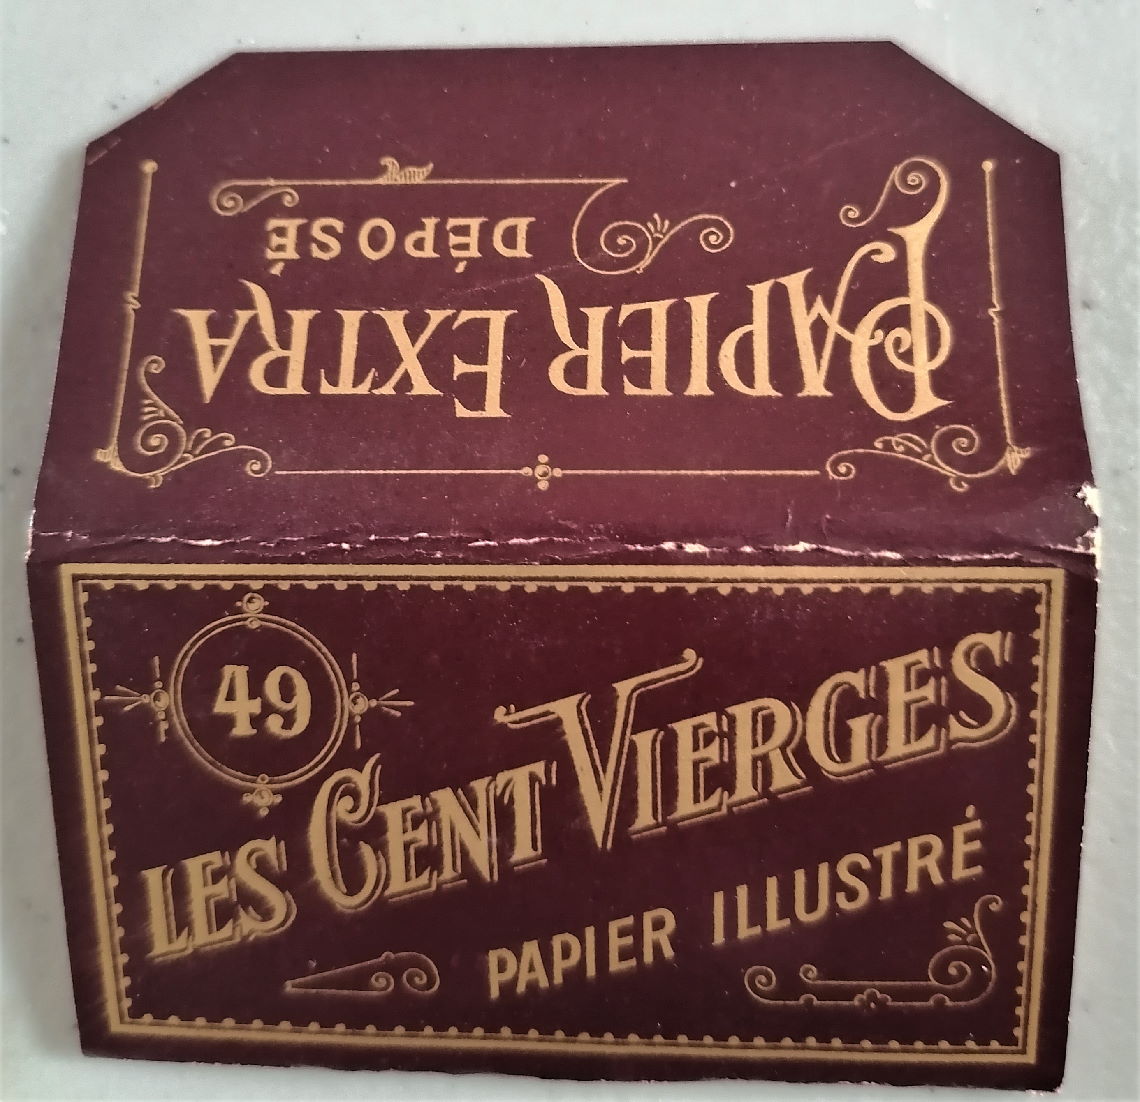 PAPIER EXTRA
DÉPOSÉ
49
LES CENT VIERGES
PAPIER ILLUSTRÉ